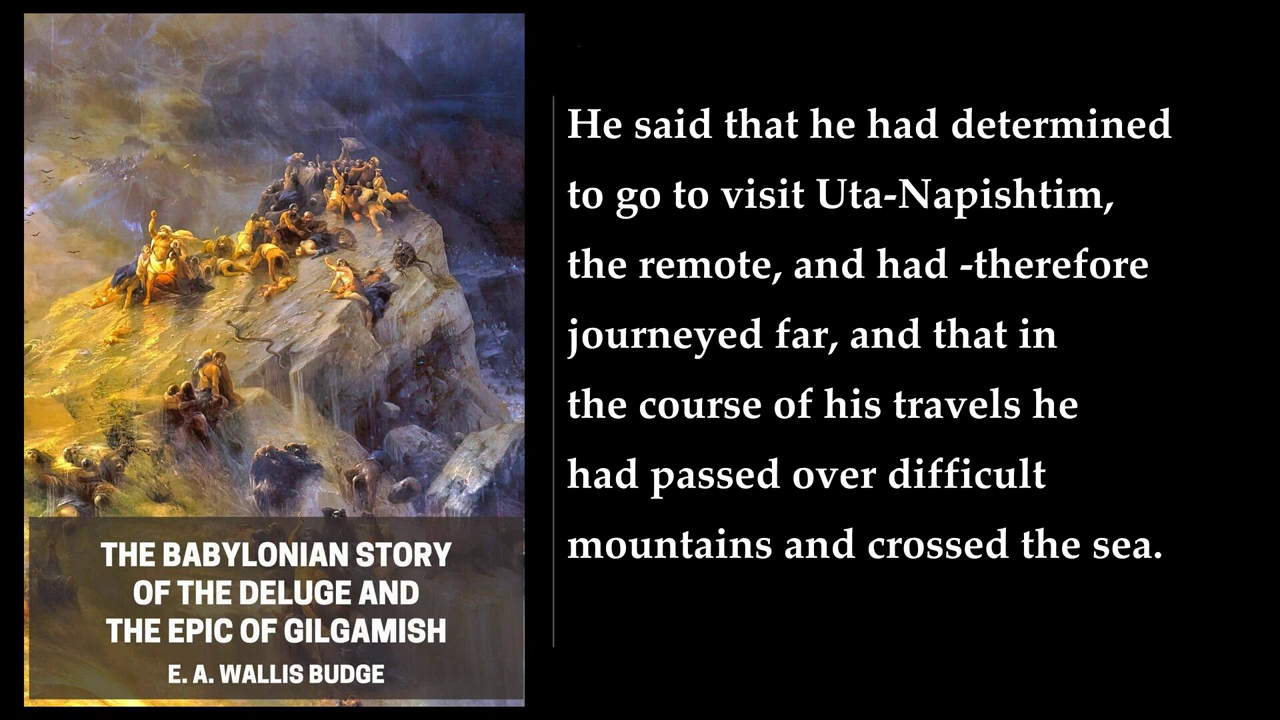 THE BABYLONIAN STORY
OF THE DELUGE AND
THE EPIC OF GILGAMISH
E. A. WALLIS BUDGE
He said that he had determined
to go to visit Uta-Napishtim,
the remote, and had -therefore
journeyed far, and that in
the course of his travels he
had passed over difficult
mountains and crossed the sea.